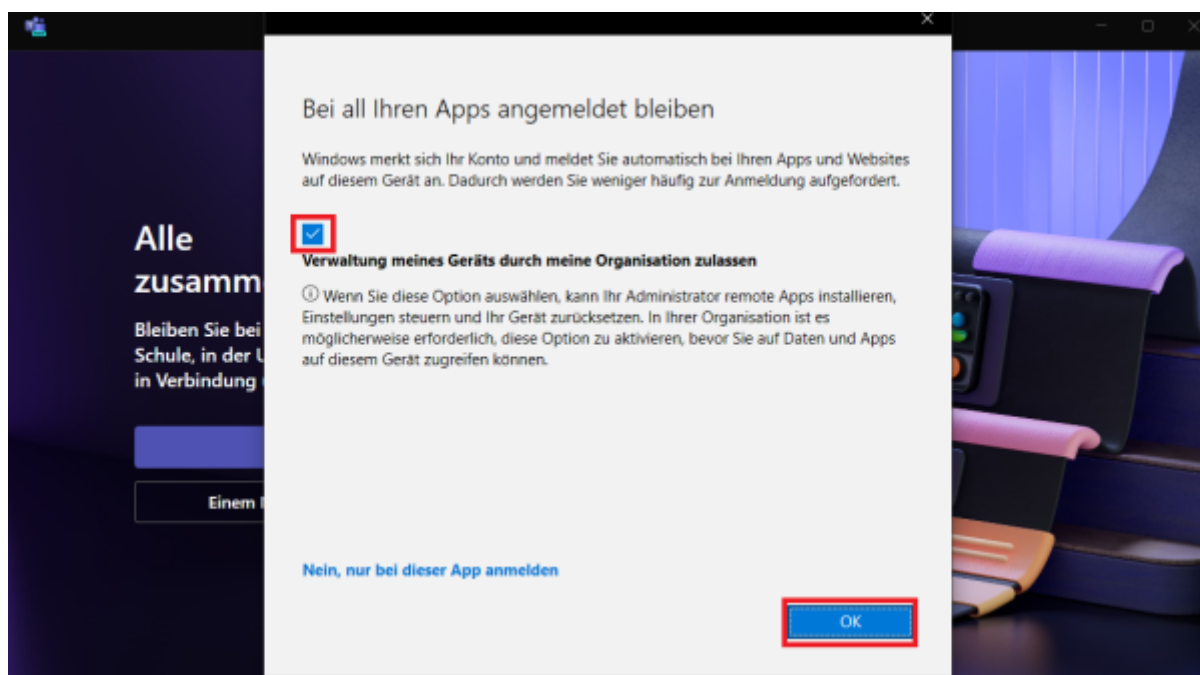 Bei all Ihren Apps angemeldet bleiben
Windows merkt sich Ihr Konto und meldet Sie automatisch bei Ihren Apps und Websites
auf diesem Gerät an. Dadurch werden Sie weniger häufig zur Anmeldung aufgefordert.
Verwaltung meines Geräts durch meine Organisation zulassen
Wenn Sie diese Option auswählen, kann Ihr Administrator remote Apps installieren,
Einstellungen steuern und Ihr Gerät zurücksetzen. In Ihrer Organisation ist es
möglicherweise erforderlich, diese Option zu aktivieren, bevor Sie auf Daten und Apps
auf diesem Gerät zugreifen können.
Nein, nur bei dieser App anmelden
OK
Alle
zusamm
Bleiben Sie bei
Schule, in der
in Verbindung
Einem